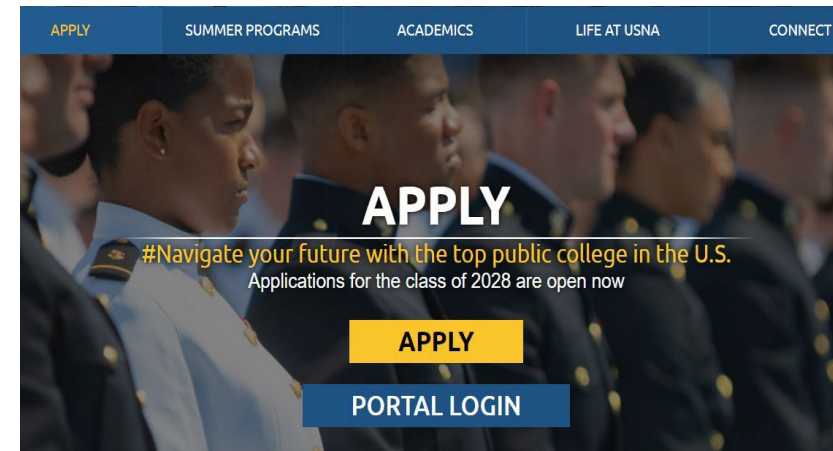 APPLY
SUMMER PROGRAMS
ACADEMICS
LIFE AT USNA
CONNECT
APPLY
#Navigate your future with the top public college in the U.S.
Applications for the class of 2028 are open now
APPLY
PORTAL LOGIN